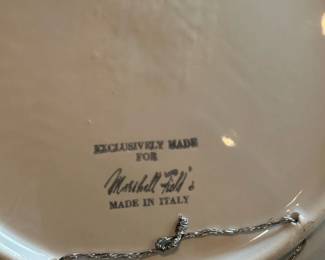 EXCLUSIVELY MADE
FOR
Marshall Field's
MADE IN ITALY